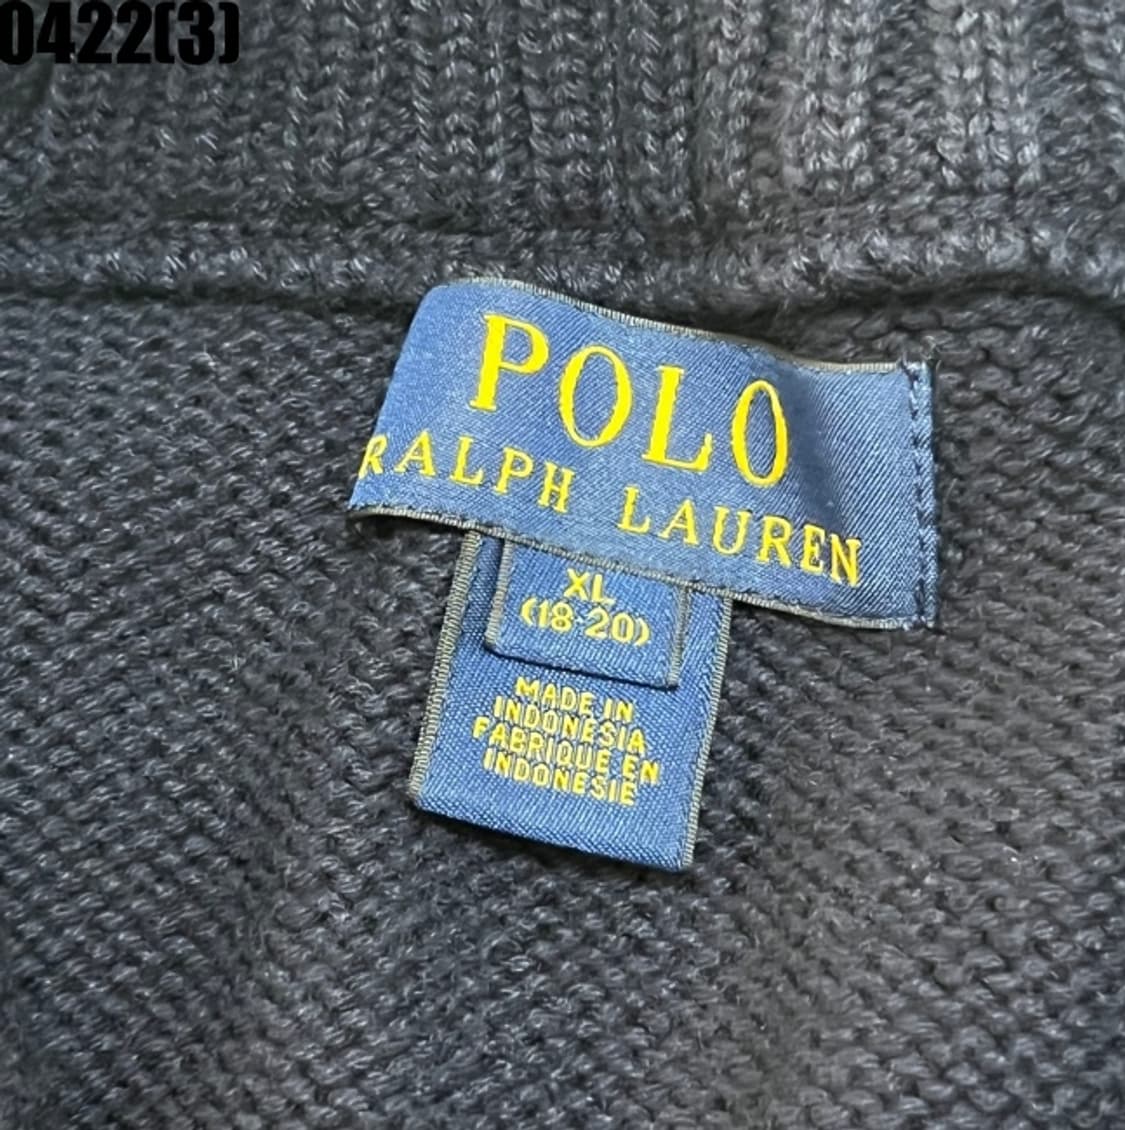 0422(3)
POLO
RALPH LAUREN
XL
(18-20)
MADE IN
INDONESIA
FABRIQUE EN
INDONESIE